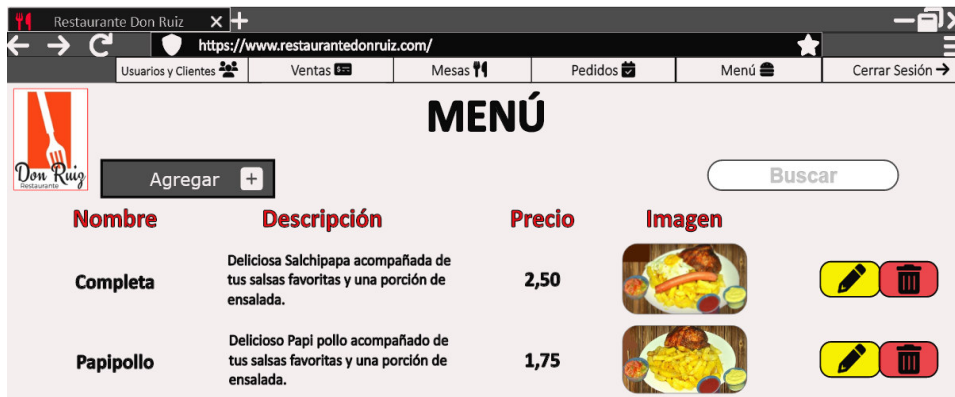 Restaurante Don Ruiz
https://www.restaurantedonruiz.com/
Usuarios y Clientes
Ventas
Mesas
Pedidos
Menú
Cerrar Sesión
MENÚ
Don Ruiz
Restaurante
Agregar
Buscar
Nombre
Descripción
Precio
Imagen
Completa
Deliciosa Salchipapa acompañada de
tus salsas favoritas y una porción de
ensalada.
2,50
Papipollo
Delicioso Papi pollo acompañado de
tus salsas favoritas y una porción de
ensalada.
1,75